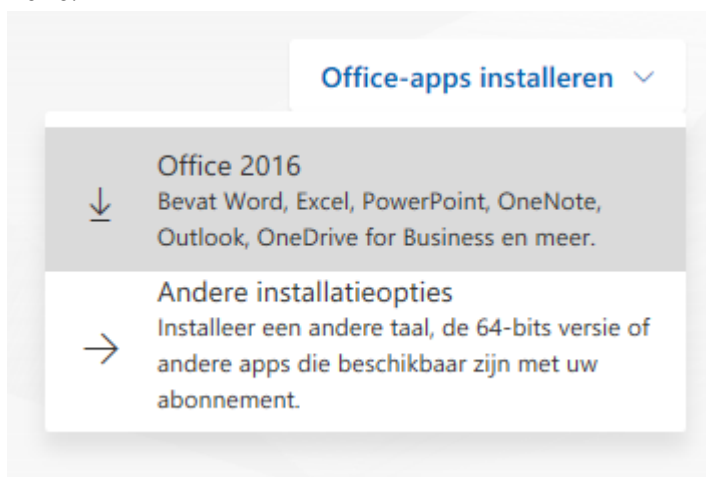 Office-apps installeren
Office 2016
Bevat Word, Excel, PowerPoint, OneNote,
Outlook, OneDrive for Business en meer.
Andere installatieopties
Installeer een andere taal, de 64-bits versie of
andere apps die beschikbaar zijn met uw
abonnement.